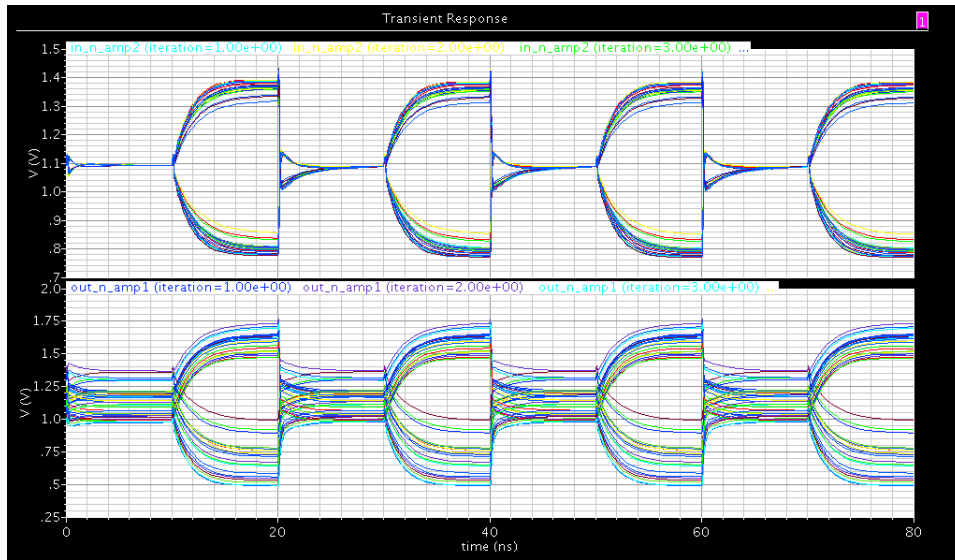 Transient Response
1
in_n_amp2 (iteration=1.00e+00) in_n_amp2 (iteration=2.00e+00) in_n_amp2 (iteration=3.00e+00) ...
1.5
1.4
1.3
1.2
1.1
1.0
.9
.8
.7
V (V)
out_n_amp1 (iteration=1.00e+00) out_n_amp1 (iteration=2.00e+00) out_n_amp1 (iteration=3.00e+00)
2.0
1.75
1.5
1.25
1.0
0.75
.5
.25
V (V)
0 20 40 60 80
time (ns)